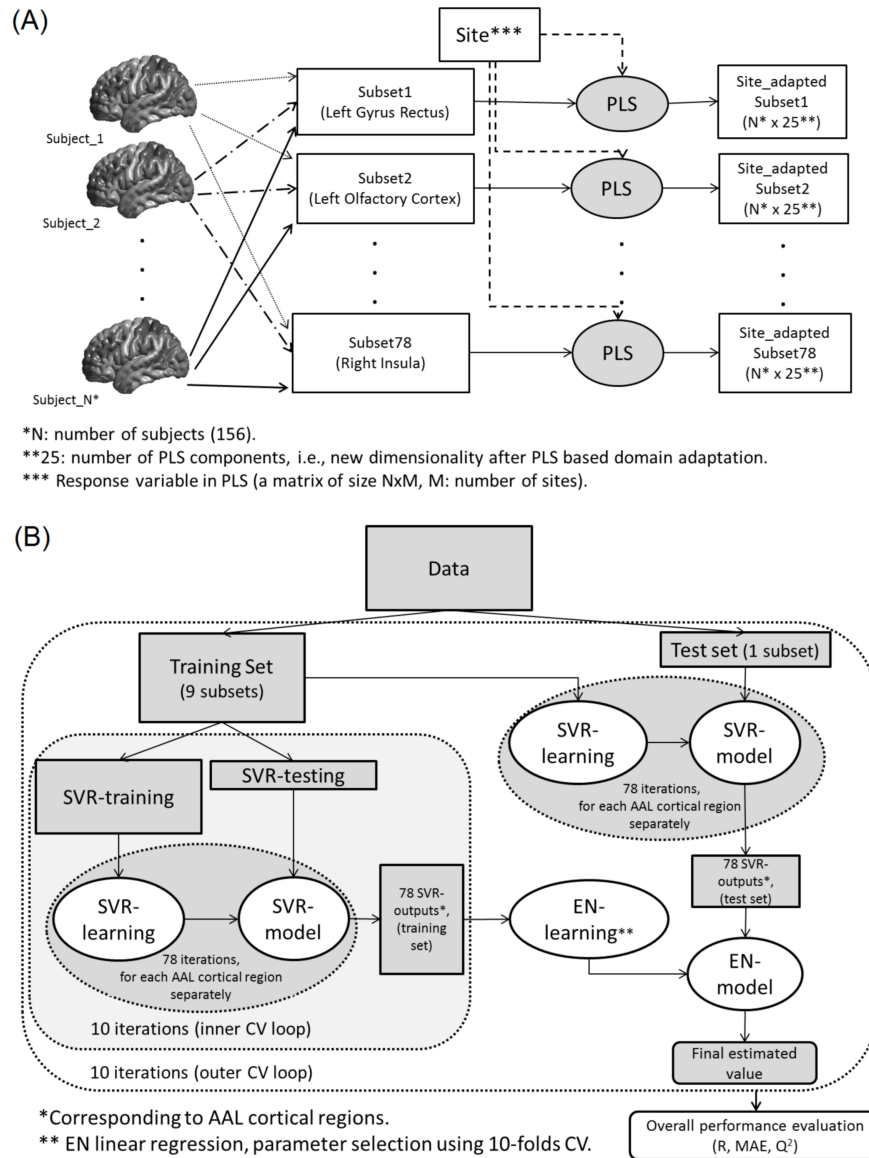 (A)
Site***
Subject_1
Subset1
(Left Gyrus Rectus)
PLS
Site_adapted
Subset1
(N* x 25**)
Subject_2
Subset2
(Left Olfactory Cortex)
PLS
Site_adapted
Subset2
(N* x 25**)
Subject_N*
Subset78
(Right Insula)
PLS
Site_adapted
Subset78
(N* x 25**)
*N: number of subjects (156).
**25: number of PLS components, i.e., new dimensionality after PLS based domain adaptation.
*** Response variable in PLS (a matrix of size NxM, M: number of sites).
(B)
Data
Training Set
(9 subsets)
Test set (1 subset)
SVR-
learning
SVR-
model
78 iterations,
for each AAL cortical region
separately
SVR-training
SVR-testing
SVR-
learning
SVR-
model
78 iterations,
for each AAL cortical region
separately
78 SVR-
outputs*,
(training
set)
EN-
learning**
78 SVR-
outputs*,
(test set)
EN-
model
10 iterations (inner CV loop)
10 iterations (outer CV loop)
Final estimated
value
*Corresponding to AAL cortical regions.
** EN linear regression, parameter selection using 10-folds CV.
Overall performance evaluation
(R, MAE, Q²)